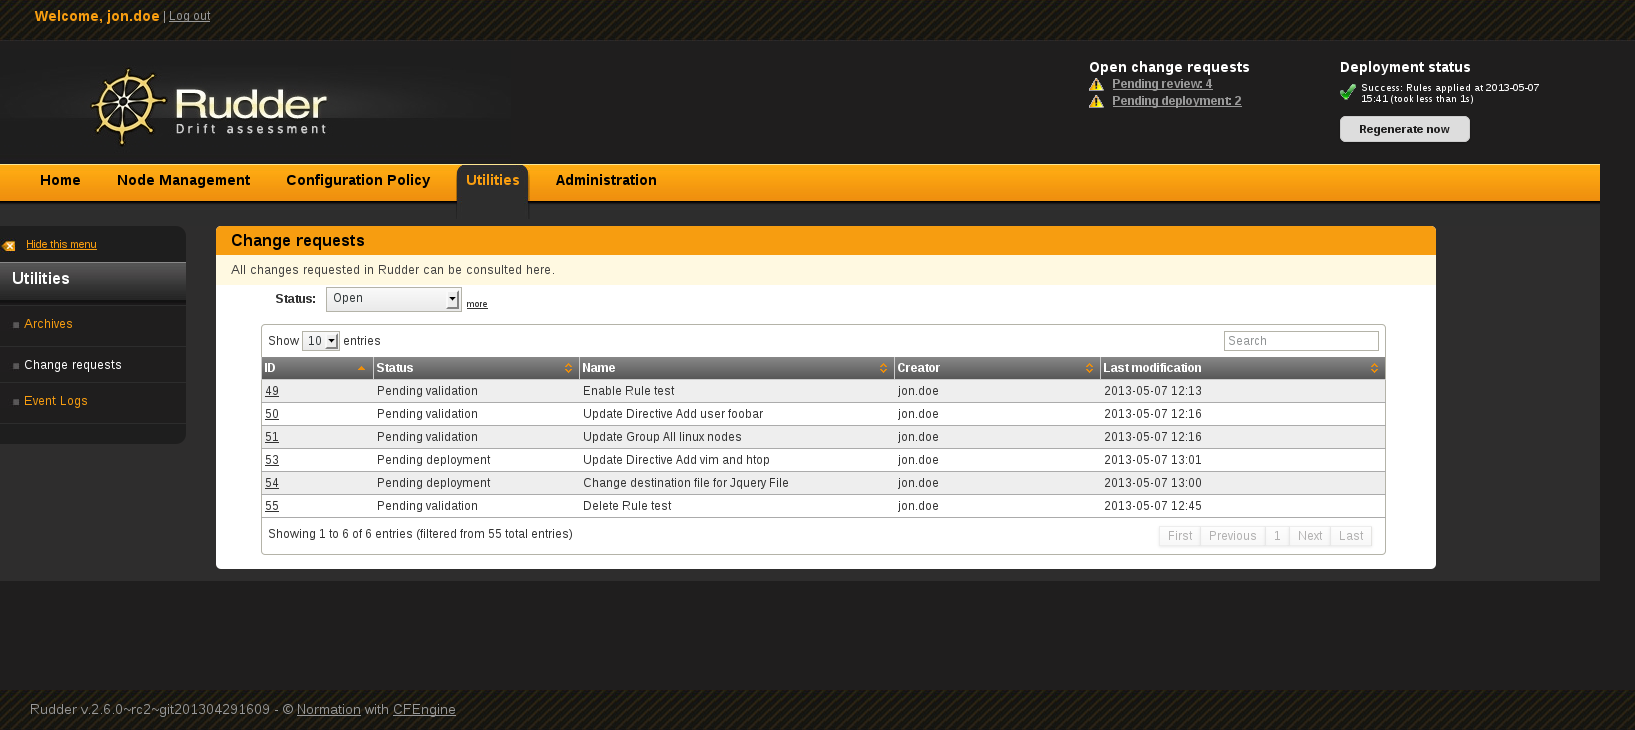 Welcome, jon.doe | Log out
Rudder
Drift assessment
Open change requests
Pending review: 4
Pending deployment: 2
Deployment status
Success: Rules applied at 2013-05-07
15:41 (took less than 1s)
Regenerate now
Home Node Management Configuration Policy Utilities Administration
Hide this menu
Utilities
Archives
Change requests
Event Logs
Change requests
All changes requested in Rudder can be consulted here.
Status: Open more
Show 10 entries Search
ID Status Name Creator Last modification
49 Pending validation Enable Rule test jon.doe 2013-05-07 12:13
50 Pending validation Update Directive Add user foobar jon.doe 2013-05-07 12:16
51 Pending validation Update Group All linux nodes jon.doe 2013-05-07 12:16
53 Pending deployment Update Directive Add vim and htop jon.doe 2013-05-07 13:01
54 Pending deployment Change destination file for Jquery File jon.doe 2013-05-07 13:00
55 Pending validation Delete Rule test jon.doe 2013-05-07 12:45
Showing 1 to 6 of 6 entries (filtered from 55 total entries) First Previous 1 Next Last
Rudder v.2.6.0~rc2~git201304291609 - © Normation with CFEngine